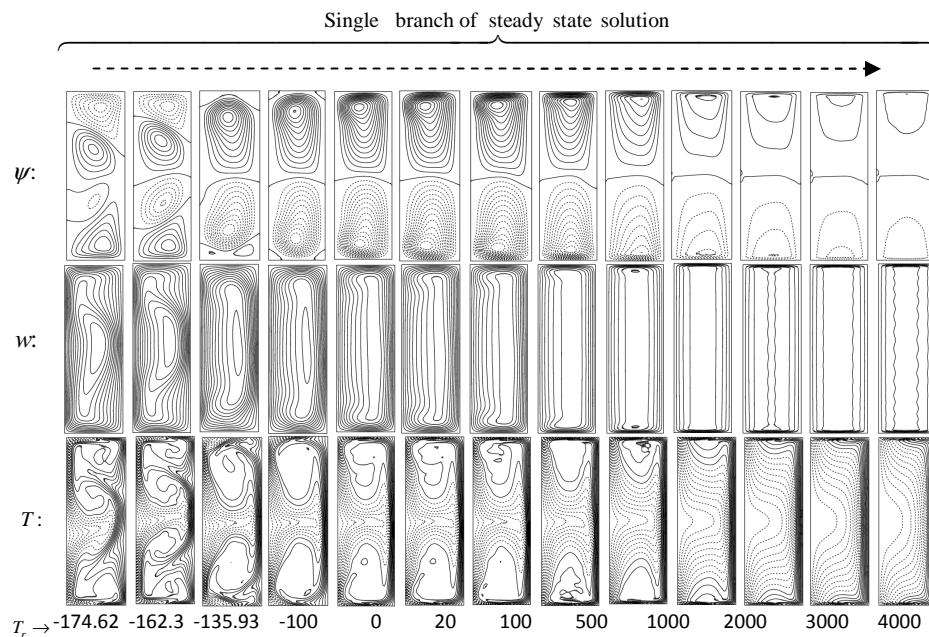 Single branch of steady state solution
ψ:
w:
T:
T_r → -174.62 -162.3 -135.93 -100 0 20 100 500 1000 2000 2000 3000 4000